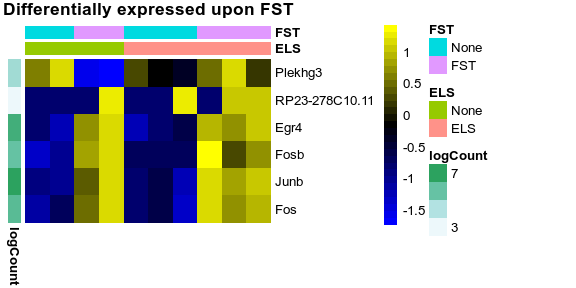 Differentially expressed upon FST
FST
ELS
Plekhg3
RP23-278C10.11
Egr4
Fosb
Junb
Fos
logCount
1
0.5
0
-0.5
-1
-1.5
FST
None
FST
ELS
None
ELS
logCount
7
3